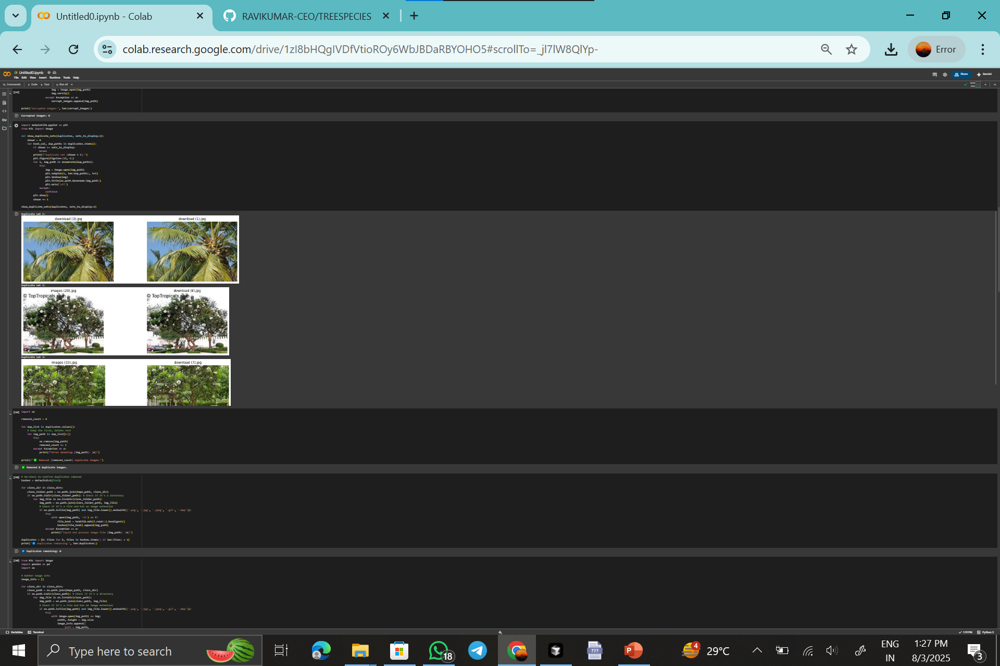 Untitled0.ipynb - Colab
RAVIKUMAR-CEO/TREESPECIES
colab.research.google.com/drive/1zl8bHQgIVDfVtioROy6WbJBDaRBYOHO5#scrollTo=_jl7lW8QlYp-
Error
Untitled0.ipynb
File Edit View Insert Runtime Tools Help
Share
Gemini
Commands + Code + Text Run all
RAM
Disk
img = Image.open(img_path)
img.verify()
except Exception as e:
corrupt_images.append(img_path)
print("Corrupted images:", len(corrupt_images))
Corrupted images: 0
import matplotlib.pyplot as plt
from PIL import Image
def show_duplicate_sets(duplicates, sets_to_display=3):
shown = 0
for hash_val, dup_paths in duplicates.items():
if shown >= sets_to_display:
break
print(f"Duplicate set {shown + 1}:")
plt.figure(figsize=(15, 4))
for i, img_path in enumerate(dup_paths):
try:
img = Image.open(img_path)
plt.subplot(1, len(dup_paths), i+1)
plt.imshow(img)
plt.title(os.path.basename(img_path))
plt.axis('off')
except:
continue
plt.show()
shown += 1
show_duplicate_sets(duplicates, sets_to_display=3)
Duplicate set 1:
download (3).jpg
download (1).jpg
Duplicate set 2:
images (28).jpg
download (8).jpg
© TopTropicals.com
© TopTropicals.com
Duplicate set 3:
images (33).jpg
download (7).jpg
import os
removed_count = 0
for dup_list in duplicates.values():
# Keep the first, delete rest
for img_path in dup_list[1:]:
try:
os.remove(img_path)
removed_count += 1
except Exception as e:
print(f"Error deleting {img_path}: {e}")
print(f"✅ Removed {removed_count} duplicate images.")
✅ Removed 6 duplicate images.
# Re-check to confirm duplicates removed
hashes = defaultdict(list)
for class_dir in class_dirs:
class_folder_path = os.path.join(Repo_path, class_dir)
if os.path.isdir(class_folder_path): # Check if it's a directory
for img_file in os.listdir(class_folder_path):
img_path = os.path.join(class_folder_path, img_file)
# Check if it's a file and has an image extension
if os.path.isfile(img_path) and img_file.lower().endswith(('.png', '.jpg', '.jpeg', '.gif', '.bmp')):
try:
with open(img_path, 'rb') as f:
file_hash = hashlib.md5(f.read()).hexdigest()
hashes[file_hash].append(img_path)
except Exception as e:
print(f"Could not process image file {img_path}: {e}")
duplicates = {h: files for h, files in hashes.items() if len(files) > 1}
Duplicates remaining:", len(duplicates))
Duplicates remaining: 0
from PIL import Image
import pandas as pd
import os
# Gather image info
image_info = []
for class_dir in class_dirs:
class_path = os.path.join(Repo_path, class_dir)
if os.path.isdir(class_path): # Check if it's a directory
for img_file in os.listdir(class_path):
img_path = os.path.join(class_path, img_file)
# Check if it's a file and has an image extension
if os.path.isfile(img_path) and img_file.lower().endswith(('.png', '.jpg', '.jpeg', '.gif', '.bmp')):
try:
with Image.open(img_path) as img:
width, height = img.size
image_info.append({
'path': img_path,
Variables Terminal
1:19 PM
Python 3
Type here to search
18
4
29°C
ENG
IN
1:27 PM
8/3/2025
3